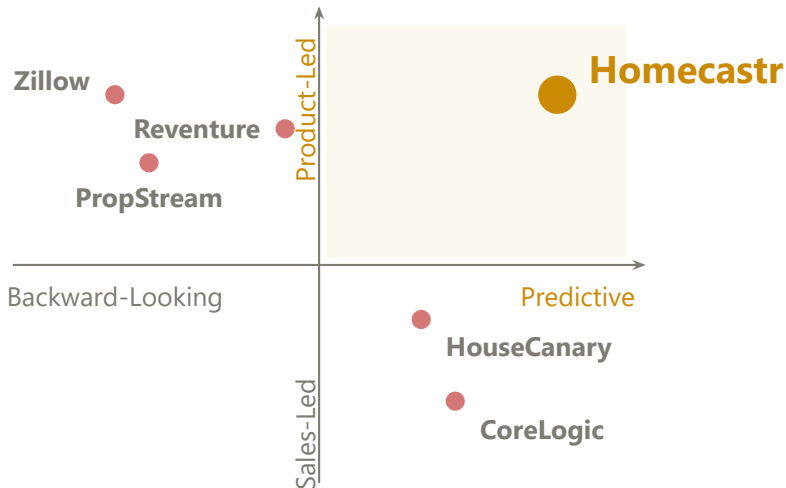 Homecastr
Zillow
Product-Led
Reventure
PropStream
Backward-Looking
Predictive
HouseCanary
Sales-Led
CoreLogic